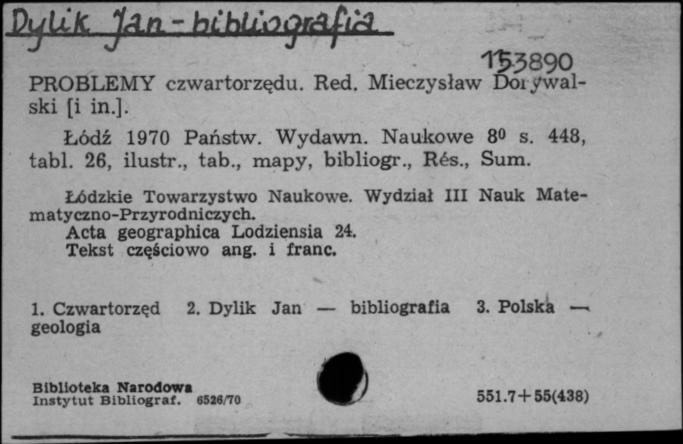 Dylik Jan - bibliografia
153890
PROBLEMY czwartorzędu. Red. Mieczysław Dorywal-
ski [i in.].
Łódź 1970 Państw. Wydawn. Naukowe 8⁰ s. 448,
tabl. 26, ilustr., tab., mapy, bibliogr., Rés., Sum.
Łódzkie Towarzystwo Naukowe. Wydział III Nauk Mate-
matyczno-Przyrodniczych.
Acta geographica Lodziensia 24.
Tekst częściowo ang. i franc.
1. Czwartorzęd 2. Dylik Jan — bibliografia 3. Polska —
geologia
Biblioteka Narodowa
Instytut Bibliograf. 6526/70
551.7+55(438)